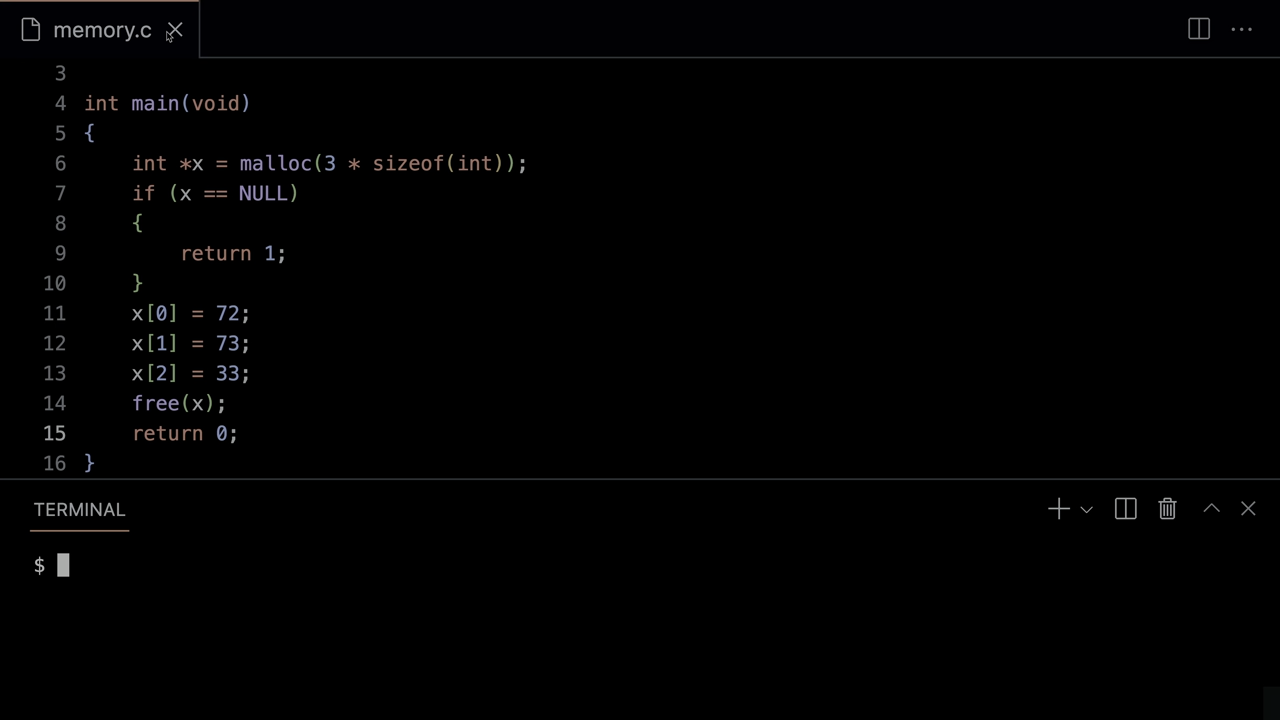 memory.c
3
4 int main(void)
5 {
6     int *x = malloc(3 * sizeof(int));
7     if (x == NULL)
8     {
9         return 1;
10     }
11     x[0] = 72;
12     x[1] = 73;
13     x[2] = 33;
14     free(x);
15     return 0;
16 }
TERMINAL
$